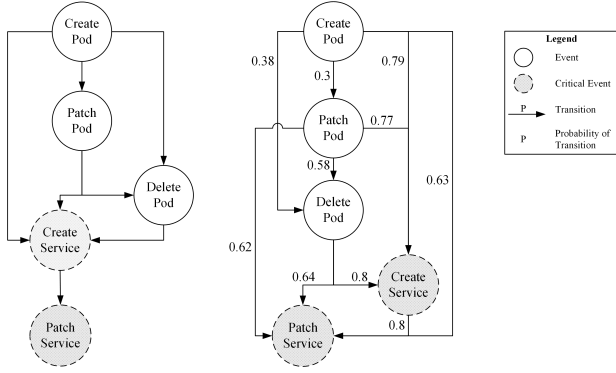 Create
Pod
Patch
Pod
Delete
Pod
Create
Service
Patch
Service
Create
Pod
0.38
0.3
0.79
Patch
Pod
0.77
0.58
0.63
Delete
Pod
0.62
0.64
0.8
Create
Service
0.8
Patch
Service
Legend
Event
Critical Event
P
Transition
P
Probability of
Transition